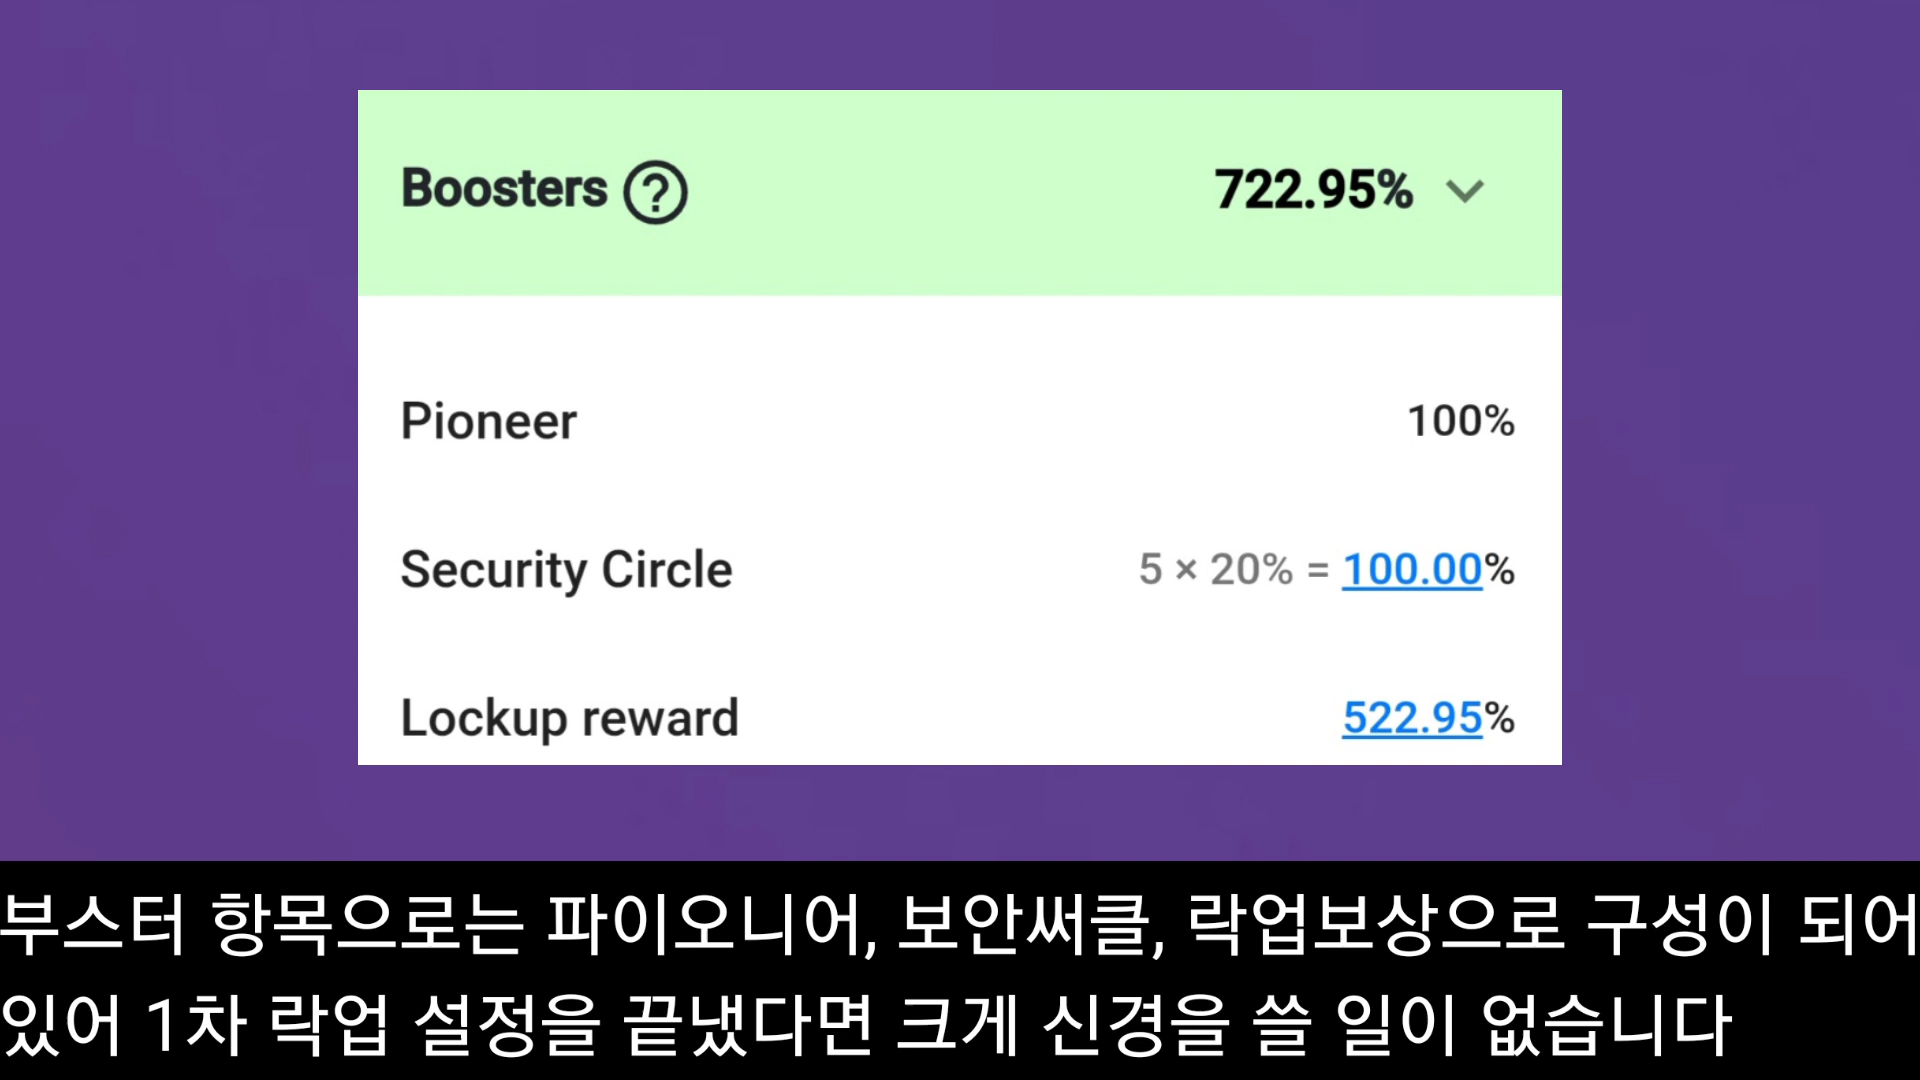 Boosters ? 722.95%
Pioneer 100%
Security Circle 5 × 20% = 100.00%
Lockup reward 522.95%
부스터 항목으로는 파이오니어, 보안써클, 락업보상으로 구성이 되어
있어 1차 락업 설정을 끝냈다면 크게 신경을 쓸 일이 없습니다